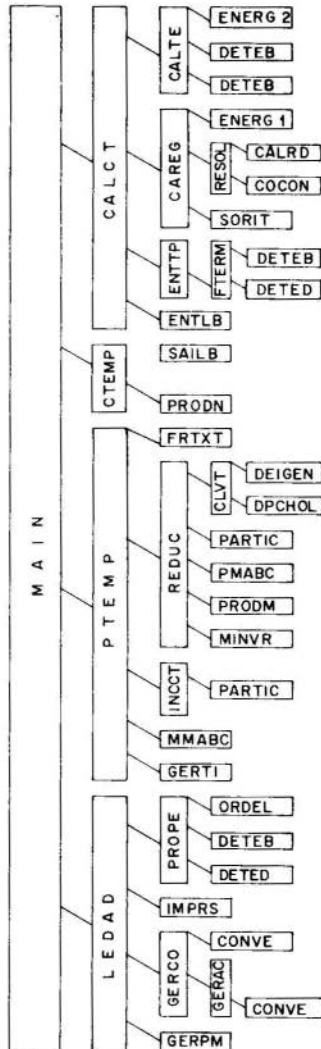 MAIN
CALCT
CALTE
ENERG 2
DETEB
DETEB
CAREG
ENERG 1
RESOL
CALRD
COCON
SORIT
ENTTP
FTERM
DETEB
DETED
ENTLB
CTEMP
SAILB
PRODN
PTEMP
FRTXT
REDUC
CLVT
DEIGEN
DPCHOL
PARTIC
PMABC
PRODM
MINVR
INCCT
PARTIC
MMABC
GERTI
LEDAD
PROPE
ORDEL
DETEB
DETED
IMPRS
GERCO
CONVE
GERAC
CONVE
GERPM